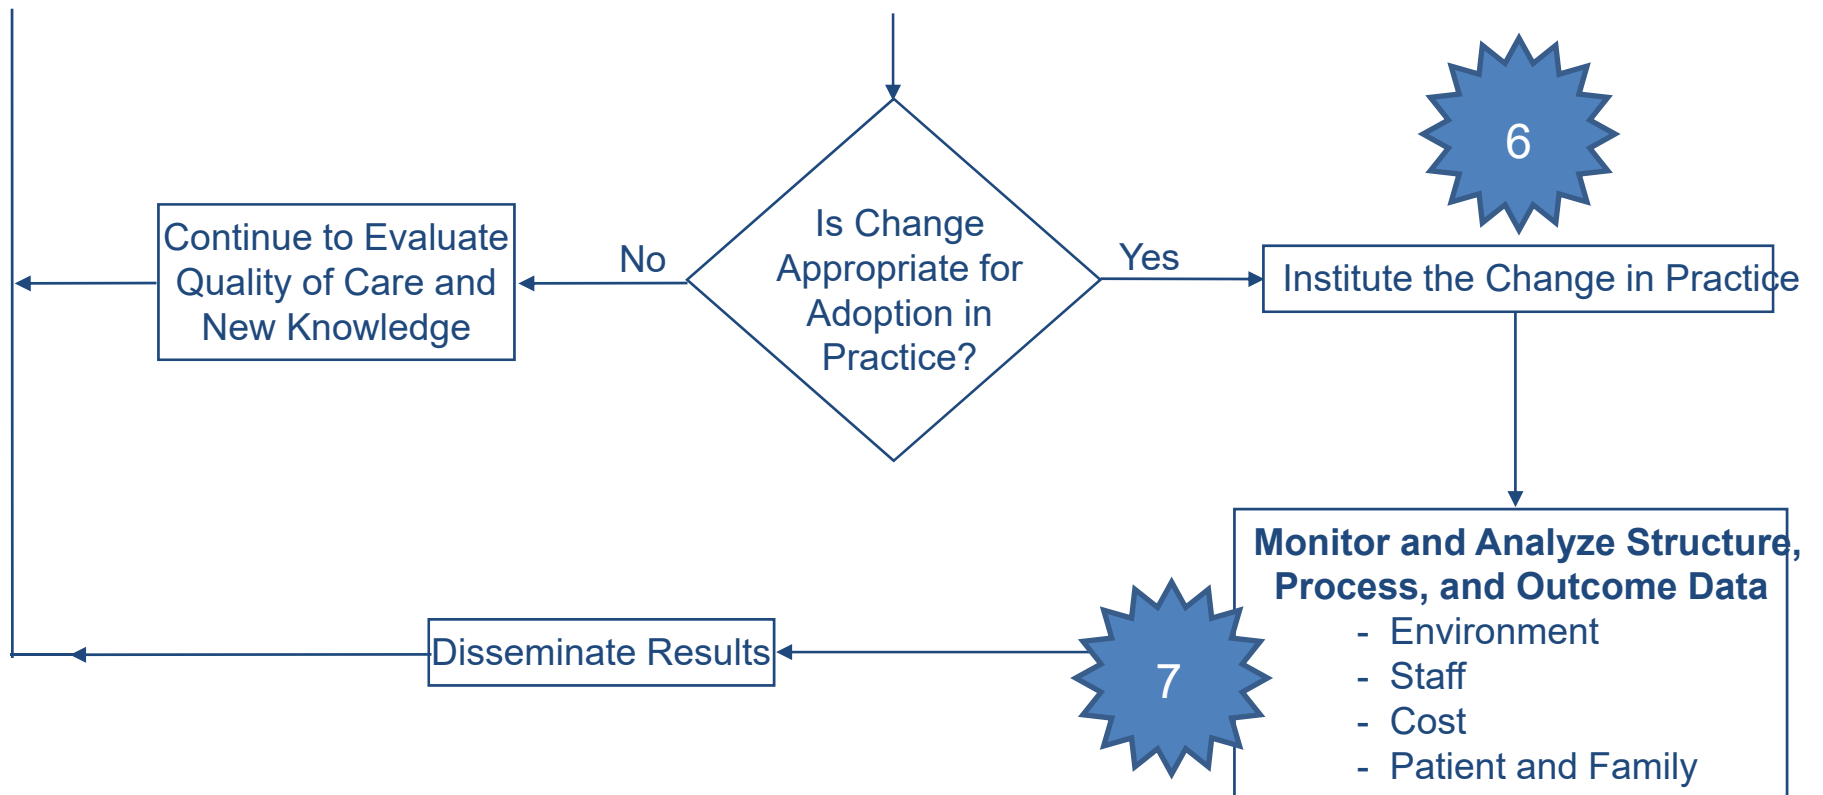 6
Is Change
Appropriate for
Adoption in
Practice?
No
Yes
Continue to Evaluate
Quality of Care and
New Knowledge
Institute the Change in Practice
Monitor and Analyze Structure,
Process, and Outcome Data
- Environment
- Staff
- Cost
- Patient and Family
7
Disseminate Results